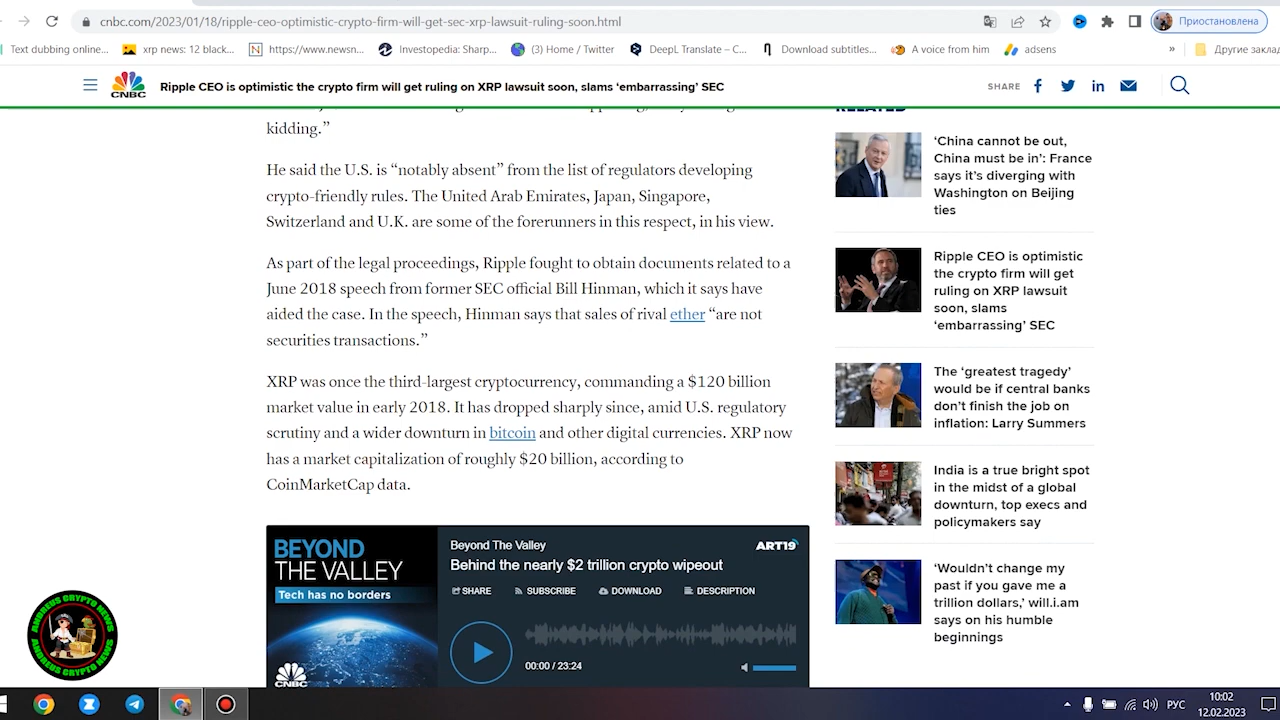 cnbc.com/2023/01/18/ripple-ceo-optimistic-crypto-firm-will-get-sec-xrp-lawsuit-ruling-soon.html
Приостановлена
Text dubbing online...
xrp news: 12 black...
https://www.newsn...
Investopedia: Sharp...
(3) Home / Twitter
DeepL Translate – C...
Download subtitles...
A voice from him
adsens
»
Другие заклад
CNBC
Ripple CEO is optimistic the crypto firm will get ruling on XRP lawsuit soon, slams ‘embarrassing’ SEC
SHARE
kidding.”
He said the U.S. is “notably absent” from the list of regulators developing
crypto-friendly rules. The United Arab Emirates, Japan, Singapore,
Switzerland and U.K. are some of the forerunners in this respect, in his view.
As part of the legal proceedings, Ripple fought to obtain documents related to a
June 2018 speech from former SEC official Bill Hinman, which it says have
aided the case. In the speech, Hinman says that sales of rival ether “are not
securities transactions.”
XRP was once the third-largest cryptocurrency, commanding a $120 billion
market value in early 2018. It has dropped sharply since, amid U.S. regulatory
scrutiny and a wider downturn in bitcoin and other digital currencies. XRP now
has a market capitalization of roughly $20 billion, according to
CoinMarketCap data.
BEYOND
THE VALLEY
Tech has no borders
CNBC
Beyond The Valley
ART19
Behind the nearly $2 trillion crypto wipeout
SHARE
SUBSCRIBE
DOWNLOAD
DESCRIPTION
00:00 / 23:24
RELATED
‘China cannot be out,
China must be in’: France
says it’s diverging with
Washington on Beijing
ties
Ripple CEO is optimistic
the crypto firm will get
ruling on XRP lawsuit
soon, slams
‘embarrassing’ SEC
The ‘greatest tragedy’
would be if central banks
don’t finish the job on
inflation: Larry Summers
India is a true bright spot
in the midst of a global
downturn, top execs and
policymakers say
‘Wouldn’t change my
past if you gave me a
trillion dollars,’ will.i.am
says on his humble
beginnings
ANDREUS CRYPTO NEWS
ANDREUS CRYPTO NEWS
РУС
10:02
12.02.2023